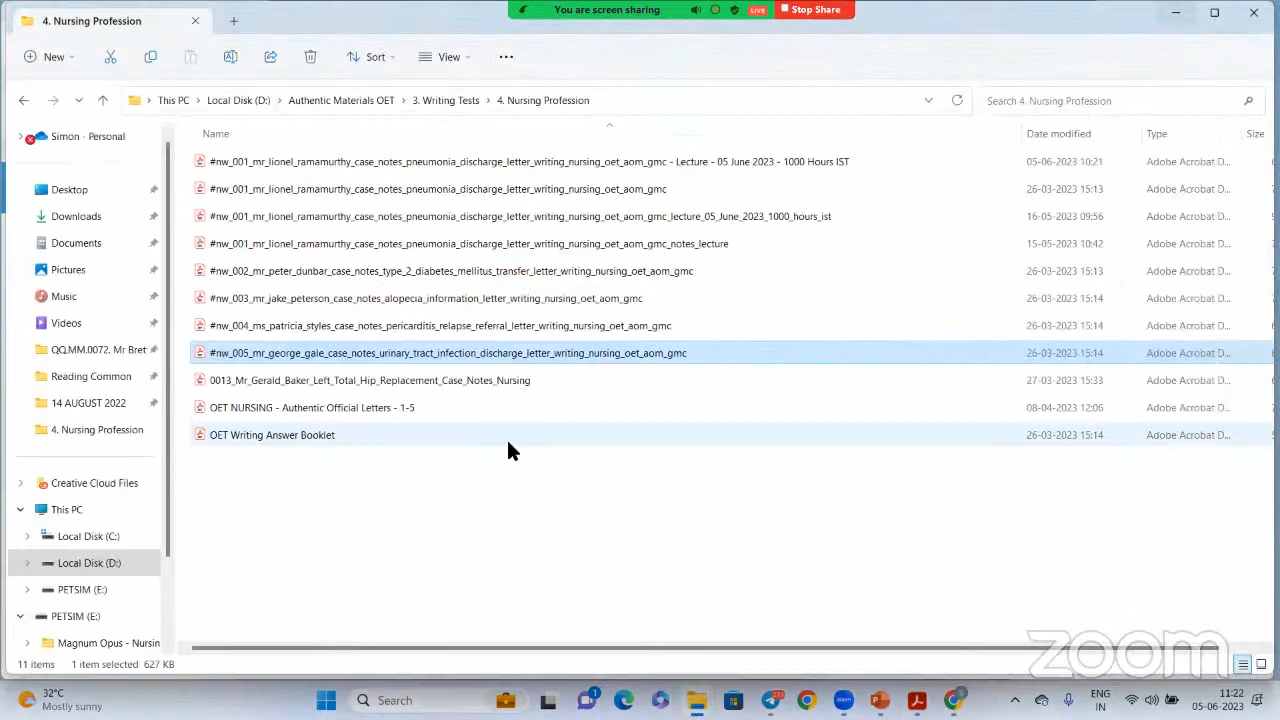 4. Nursing Profession
You are screen sharing LIVE Stop Share
New Sort View
This PC Local Disk (D:) Authentic Materials OET 3. Writing Tests 4. Nursing Profession Search 4. Nursing Profession
Simon - Personal
Desktop
Downloads
Documents
Pictures
Music
Videos
QQ.MM.0072. Mr Bret
Reading Common
14 AUGUST 2022
4. Nursing Profession
Creative Cloud Files
This PC
Local Disk (C:)
Local Disk (D:)
PETSIM (E:)
PETSIM (E:)
Magnum Opus - Nursin
Name Date modified Type Size
#nw_001_mr_lionel_ramamurthy_case_notes_pneumonia_discharge_letter_writing_nursing_oet_aom_gmc - Lecture - 05 June 2023 - 1000 Hours IST 05-06-2023 10:21 Adobe Acrobat D...
#nw_001_mr_lionel_ramamurthy_case_notes_pneumonia_discharge_letter_writing_nursing_oet_aom_gmc 26-03-2023 15:13 Adobe Acrobat D...
#nw_001_mr_lionel_ramamurthy_case_notes_pneumonia_discharge_letter_writing_nursing_oet_aom_gmc_lecture_05_June_2023_1000_hours_ist 16-05-2023 09:56 Adobe Acrobat D...
#nw_001_mr_lionel_ramamurthy_case_notes_pneumonia_discharge_letter_writing_nursing_oet_aom_gmc_notes_lecture 15-05-2023 10:42 Adobe Acrobat D...
#nw_002_mr_peter_dunbar_case_notes_type_2_diabetes_mellitus_transfer_letter_writing_nursing_oet_aom_gmc 26-03-2023 15:13 Adobe Acrobat D...
#nw_003_mr_jake_peterson_case_notes_alopecia_information_letter_writing_nursing_oet_aom_gmc 26-03-2023 15:14 Adobe Acrobat D...
#nw_004_ms_patricia_styles_case_notes_pericarditis_relapse_referral_letter_writing_nursing_oet_aom_gmc 26-03-2023 15:14 Adobe Acrobat D...
#nw_005_mr_george_gale_case_notes_urinary_tract_infection_discharge_letter_writing_nursing_oet_aom_gmc 26-03-2023 15:14 Adobe Acrobat D...
0013_Mr_Gerald_Baker_Left_Total_Hip_Replacement_Case_Notes_Nursing 27-03-2023 15:33 Adobe Acrobat D...
OET NURSING - Authentic Official Letters - 1-5 08-04-2023 12:06 Adobe Acrobat D...
OET Writing Answer Booklet 26-03-2023 15:14 Adobe Acrobat D...
zoom
11 items 1 item selected 627 KB
32°C
Mostly sunny
Search
ENG
IN
11:22
05-06-2023